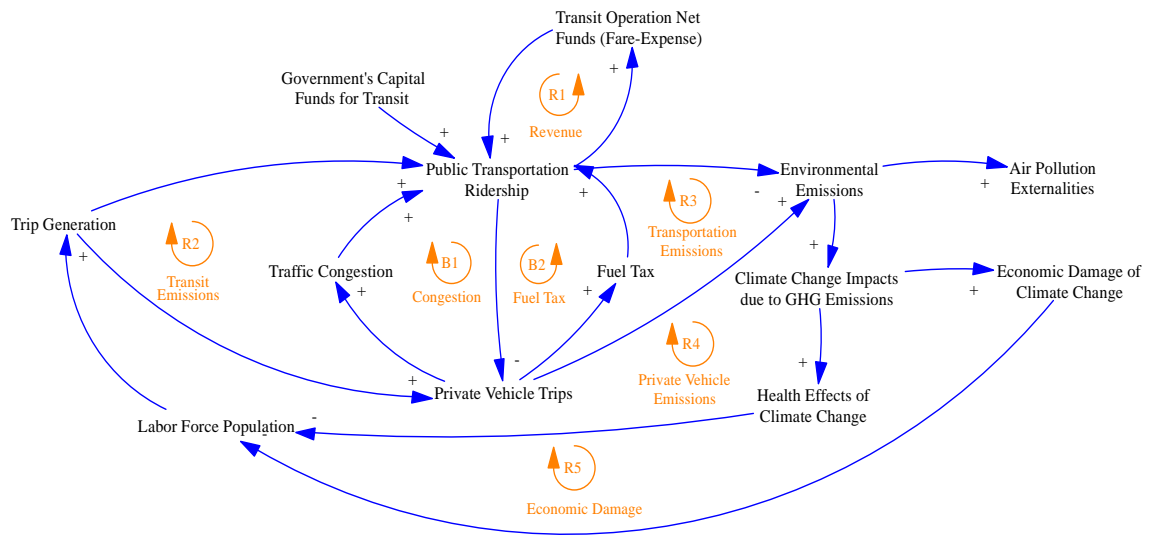 Transit Operation Net
Funds (Fare-Expense)
Government's Capital
Funds for Transit
+
R1
Revenue
+
+
Public Transportation
Ridership
Environmental
Emissions
Air Pollution
Externalities
+
+
+
-
+
+
R3
Transportation
Emissions
Trip Generation
+
R2
Transit
Emissions
Traffic Congestion
+
B1
Congestion
B2
Fuel Tax
Fuel Tax
+
+
Climate Change Impacts
due to GHG Emissions
Economic Damage of
Climate Change
+
R4
Private Vehicle
Emissions
-
+
Private Vehicle Trips
+
Health Effects of
Climate Change
Labor Force Population
-
-
R5
Economic Damage